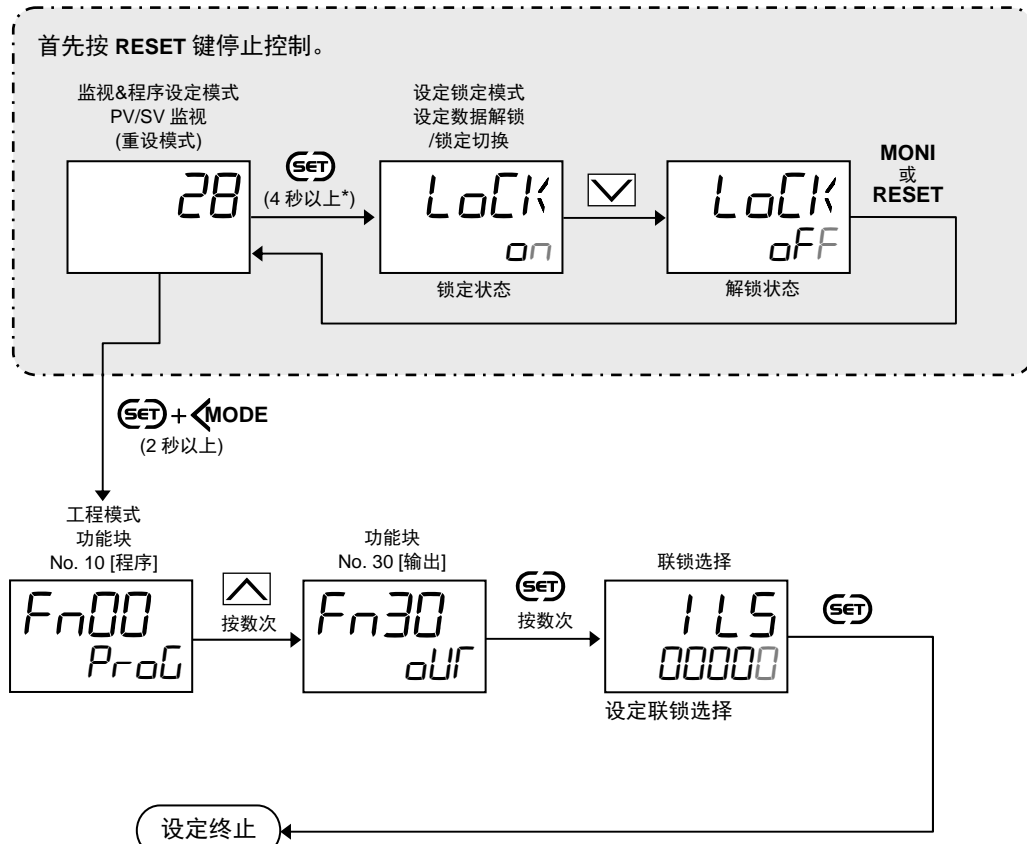 首先按 RESET 键停止控制。
监视&程序设定模式
PV/SV 监视
(重设模式)
28
SET
(4 秒以上*)
设定锁定模式
设定数据解锁
/锁定切换
LoCK
on
锁定状态
LoCK
oFF
解锁状态
MONI
或
RESET
SET + <MODE
(2 秒以上)
工程模式
功能块
No. 10 [程序]
Fn00
ProG
按数次
功能块
No. 30 [输出]
Fn30
oUT
SET
按数次
联锁选择
ILS
00000
设定联锁选择
SET
设定终止